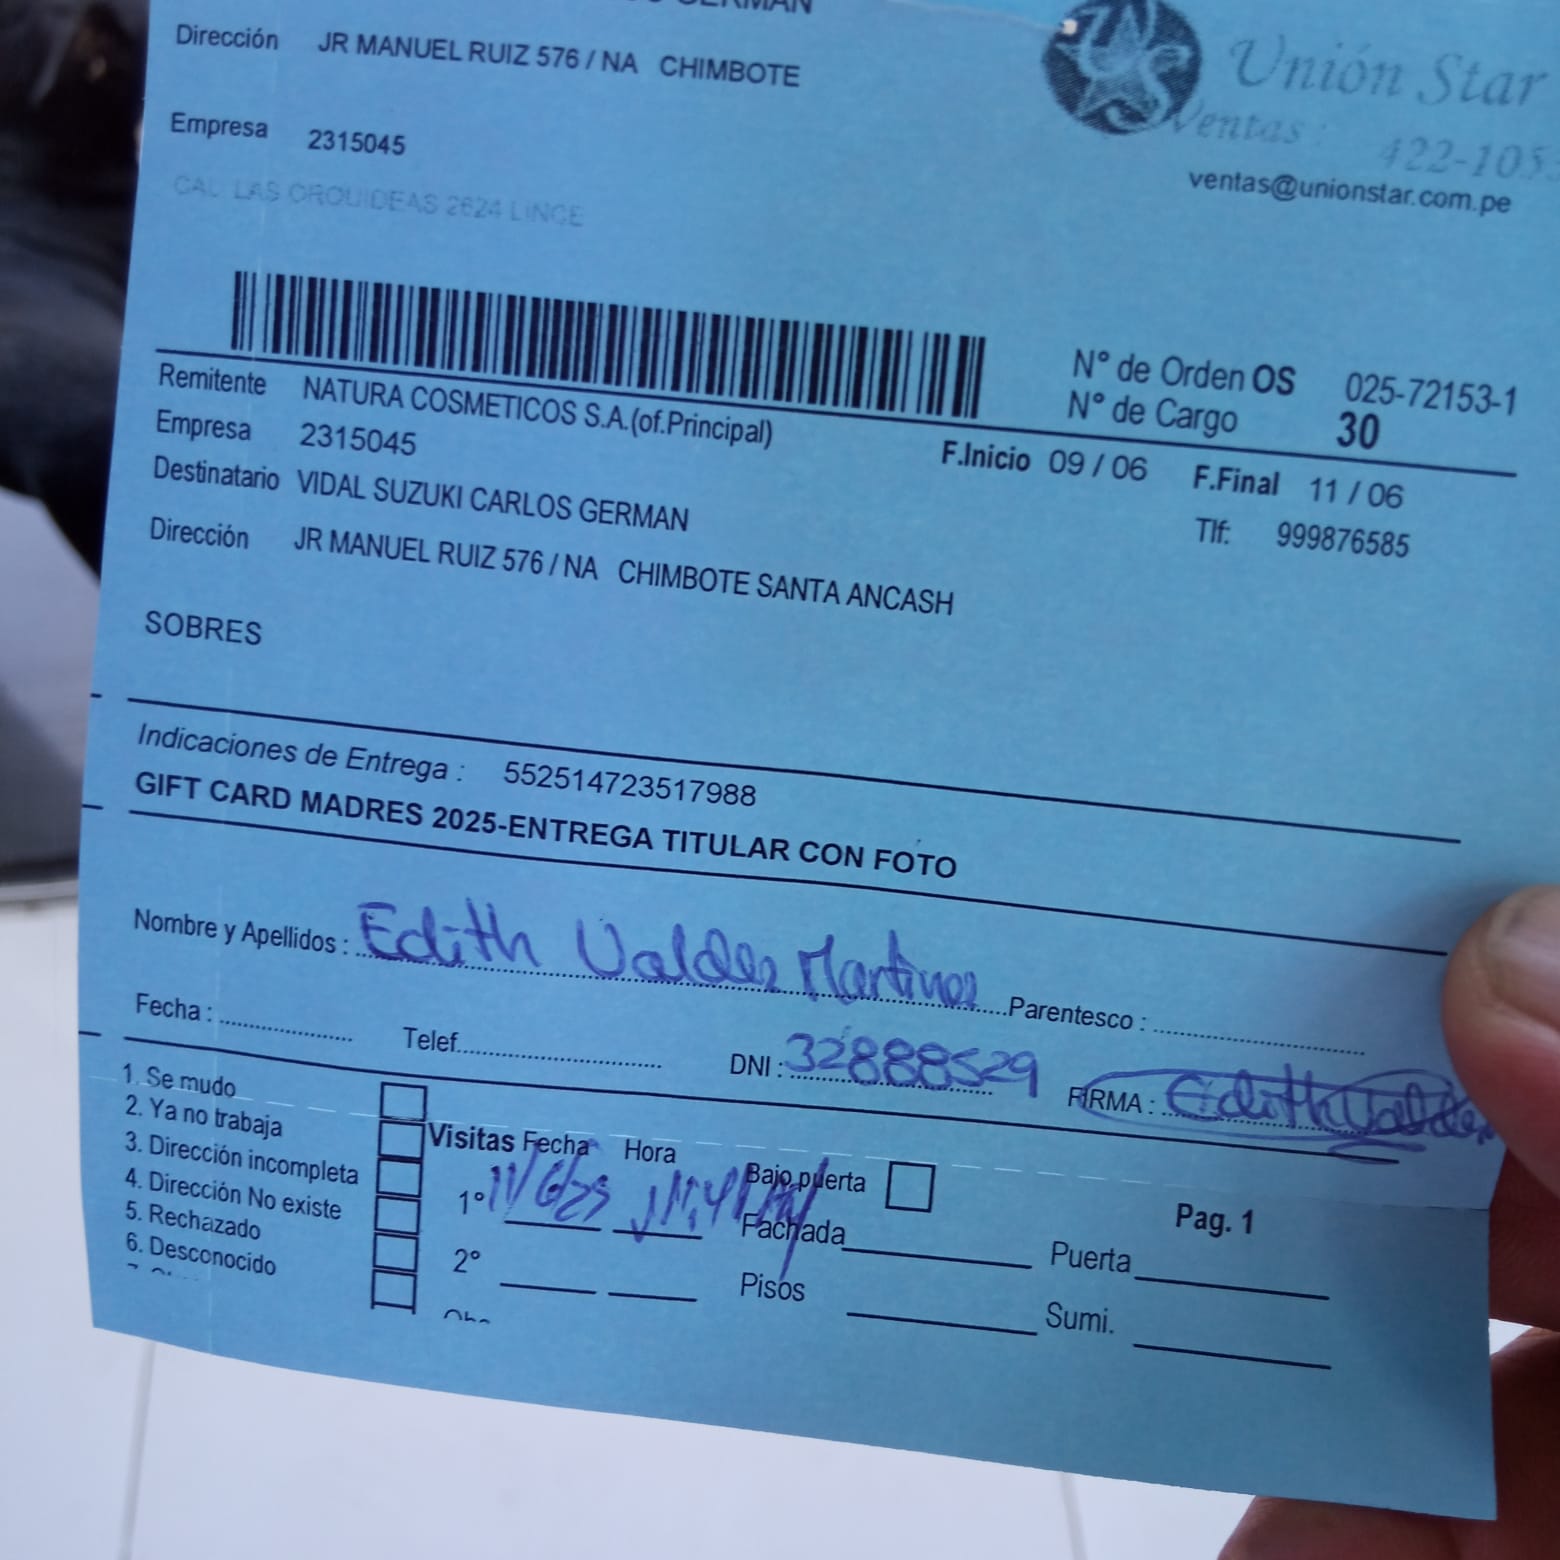 GERMAN
Dirección JR MANUEL RUIZ 576 / NA CHIMBOTE
Unión Star
Ventas : 422-105
ventas@unionstar.com.pe
Empresa 2315045
CAL LAS ORQUIDEAS 2624 LINCE
N° de Orden OS 025-72153-1
N° de Cargo 30
Remitente NATURA COSMETICOS S.A.(of.Principal)
Empresa 2315045
F.Inicio 09 / 06 F.Final 11 / 06
Destinatario VIDAL SUZUKI CARLOS GERMAN
Tlf: 999876585
Dirección JR MANUEL RUIZ 576 / NA CHIMBOTE SANTA ANCASH
SOBRES
Indicaciones de Entrega : 552514723517988
GIFT CARD MADRES 2025-ENTREGA TITULAR CON FOTO
Nombre y Apellidos : Edith Valdez Martinez Parentesco :
Fecha : Telef. DNI : 32888529 FIRMA : Edith Valdez
1. Se mudo
2. Ya no trabaja
3. Dirección incompleta
4. Dirección No existe
5. Rechazado
6. Desconocido
Visitas Fecha Hora Bajo puerta
1° 11/6/25 Fachada Puerta
2° Pisos Sumi.
Pag. 1